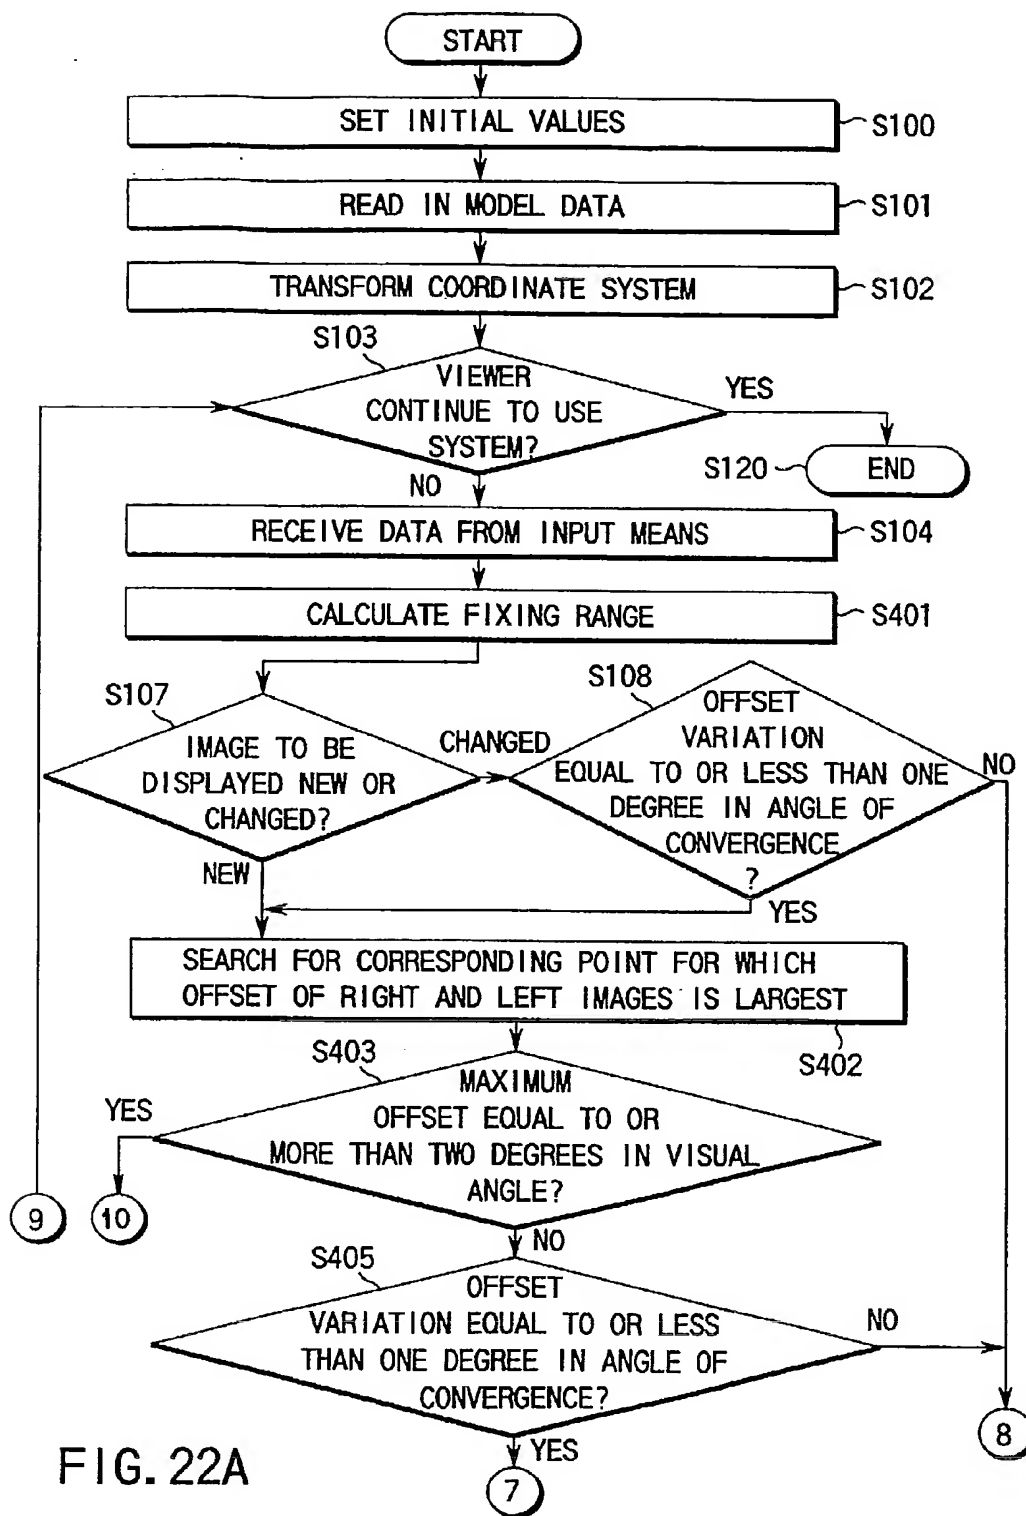 START
SET INITIAL VALUES
S100
READ IN MODEL DATA
S101
TRANSFORM COORDINATE SYSTEM
S102
S103
VIEWER
CONTINUE TO USE
SYSTEM?
YES
S120
END
NO
RECEIVE DATA FROM INPUT MEANS
S104
CALCULATE FIXING RANGE
S401
S107
IMAGE TO BE
DISPLAYED NEW OR
CHANGED?
CHANGED
S108
OFFSET
VARIATION
EQUAL TO OR LESS THAN ONE
DEGREE IN ANGLE OF
CONVERGENCE
?
NO
NEW
YES
SEARCH FOR CORRESPONDING POINT FOR WHICH
OFFSET OF RIGHT AND LEFT IMAGES IS LARGEST
S402
S403
MAXIMUM
OFFSET EQUAL TO OR
MORE THAN TWO DEGREES IN VISUAL
ANGLE?
YES
9
10
NO
S405
OFFSET
VARIATION EQUAL TO OR LESS
THAN ONE DEGREE IN ANGLE OF
CONVERGENCE?
NO
8
YES
7
FIG. 22A